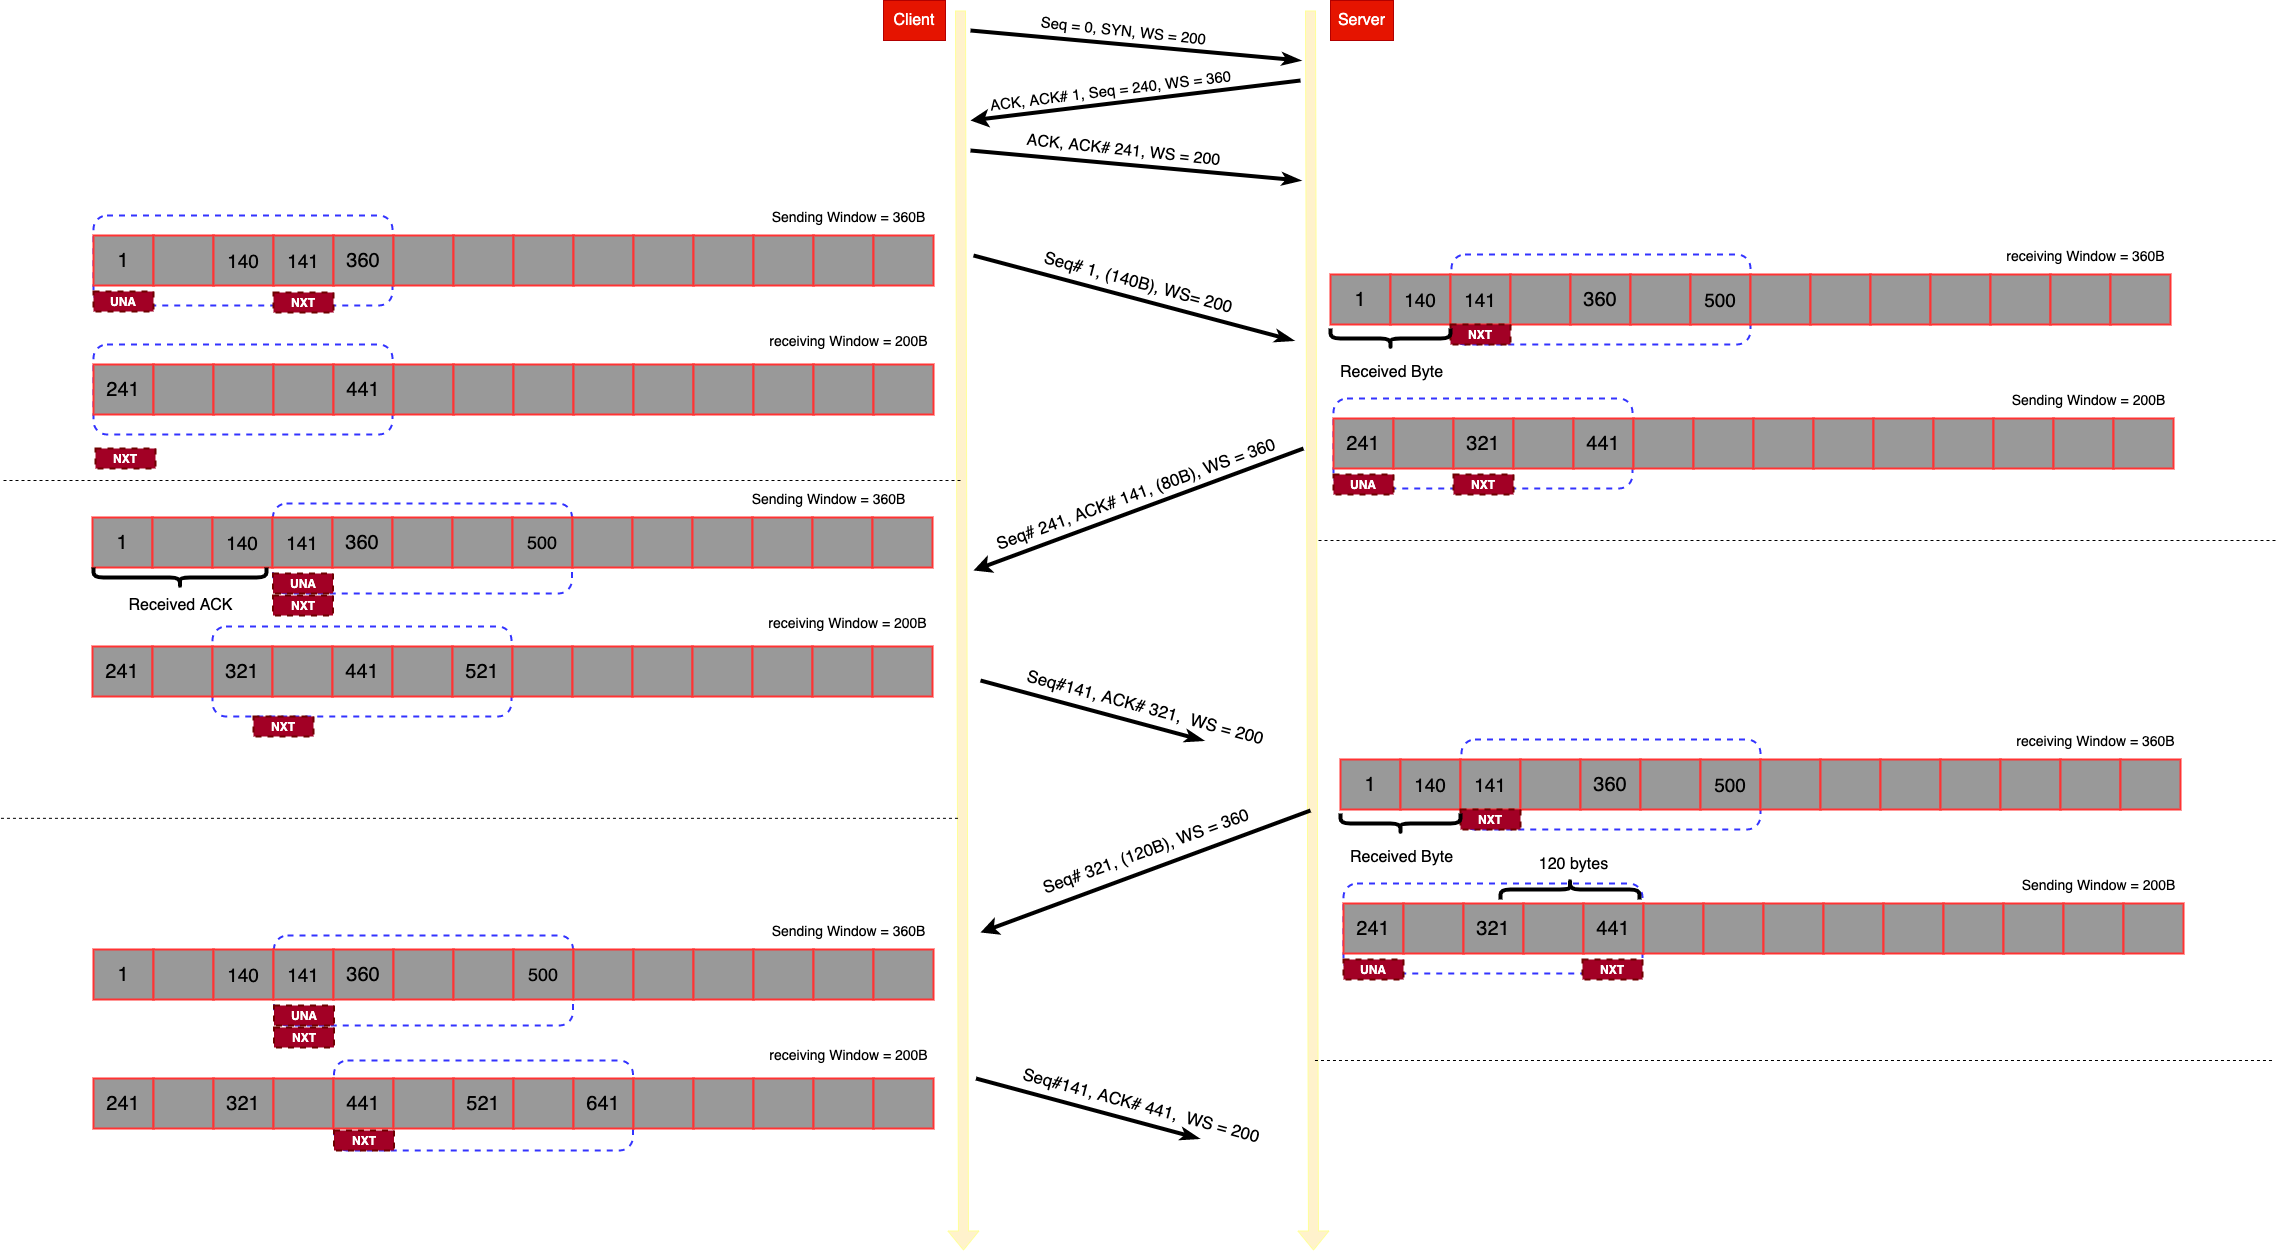 Client
Server
Seq = 0, SYN, WS = 200
ACK, ACK# 1, Seq = 240, WS = 360
ACK, ACK# 241, WS = 200
Sending Window = 360B
1 140 141 360
UNA NXT
receiving Window = 200B
241 441
NXT
Seq# 1, (140B), WS= 200
receiving Window = 360B
1 140 141 360 500
NXT
Received Byte
Sending Window = 200B
241 321 441
UNA NXT
Seq# 241, ACK# 141, (80B), WS = 360
Sending Window = 360B
1 140 141 360 500
UNA
NXT
Received ACK
receiving Window = 200B
241 321 441 521
NXT
Seq#141, ACK# 321, WS = 200
receiving Window = 360B
1 140 141 360 500
NXT
Received Byte
120 bytes
Sending Window = 200B
241 321 441
UNA NXT
Seq# 321, (120B), WS = 360
Sending Window = 360B
1 140 141 360 500
UNA
NXT
receiving Window = 200B
241 321 441 521 641
NXT
Seq#141, ACK# 441, WS = 200